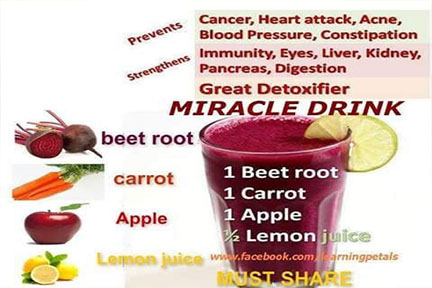 Prevents
Cancer, Heart attack, Acne,
Blood Pressure, Constipation
Strengthens
Immunity, Eyes, Liver, Kidney,
Pancreas, Digestion
Great Detoxifier
MIRACLE DRINK
beet root
carrot
Apple
Lemon juice
1 Beet root
1 Carrot
1 Apple
½ Lemon juice
www.facebook.com/learningpetals
MUST SHARE